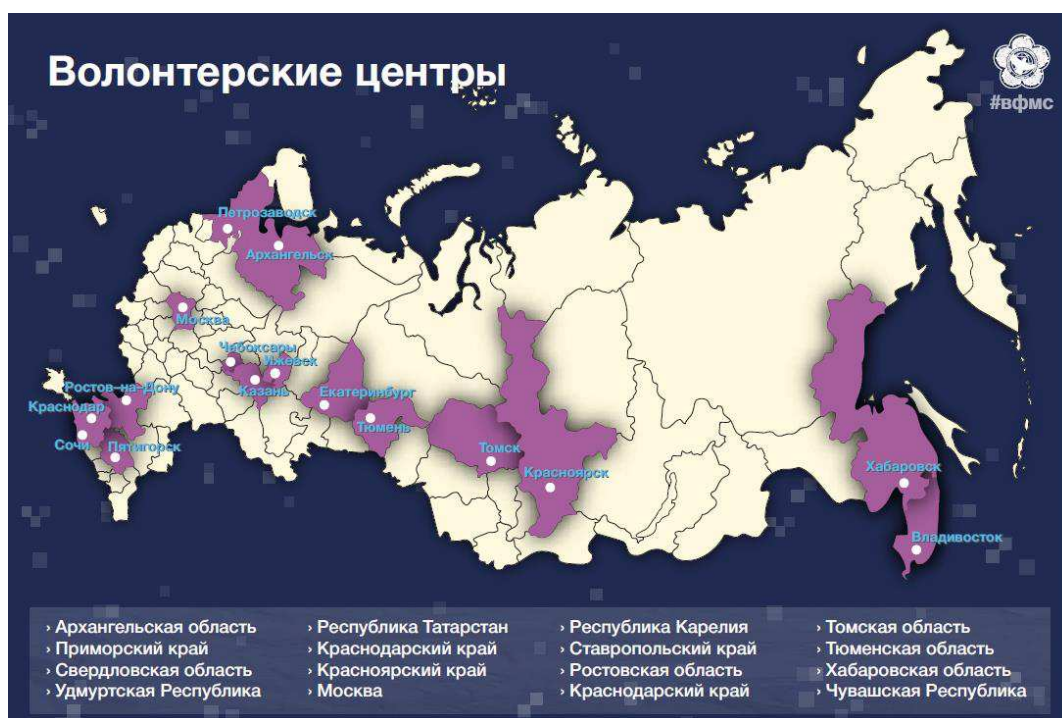 Волонтерские центры
#вфмс
Петрозаводск
Архангельск
Москва
Чебоксары
Ижевск
Казань
Екатеринбург
Тюмень
Ростов-на-Дону
Краснодар
Сочи
Пятигорск
Томск
Красноярск
Хабаровск
Владивосток
› Архангельская область
› Приморский край
› Свердловская область
› Удмуртская Республика
› Республика Татарстан
› Краснодарский край
› Красноярский край
› Москва
› Республика Карелия
› Ставропольский край
› Ростовская область
› Краснодарский край
› Томская область
› Тюменская область
› Хабаровская область
› Чувашская Республика